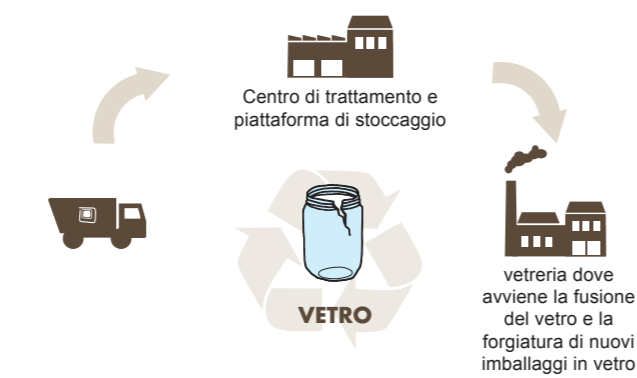 Centro di trattamento e
piattaforma di stoccaggio
VETRO
vetreria dove
avviene la fusione
del vetro e la
forgiatura di nuovi
imballaggi in vetro